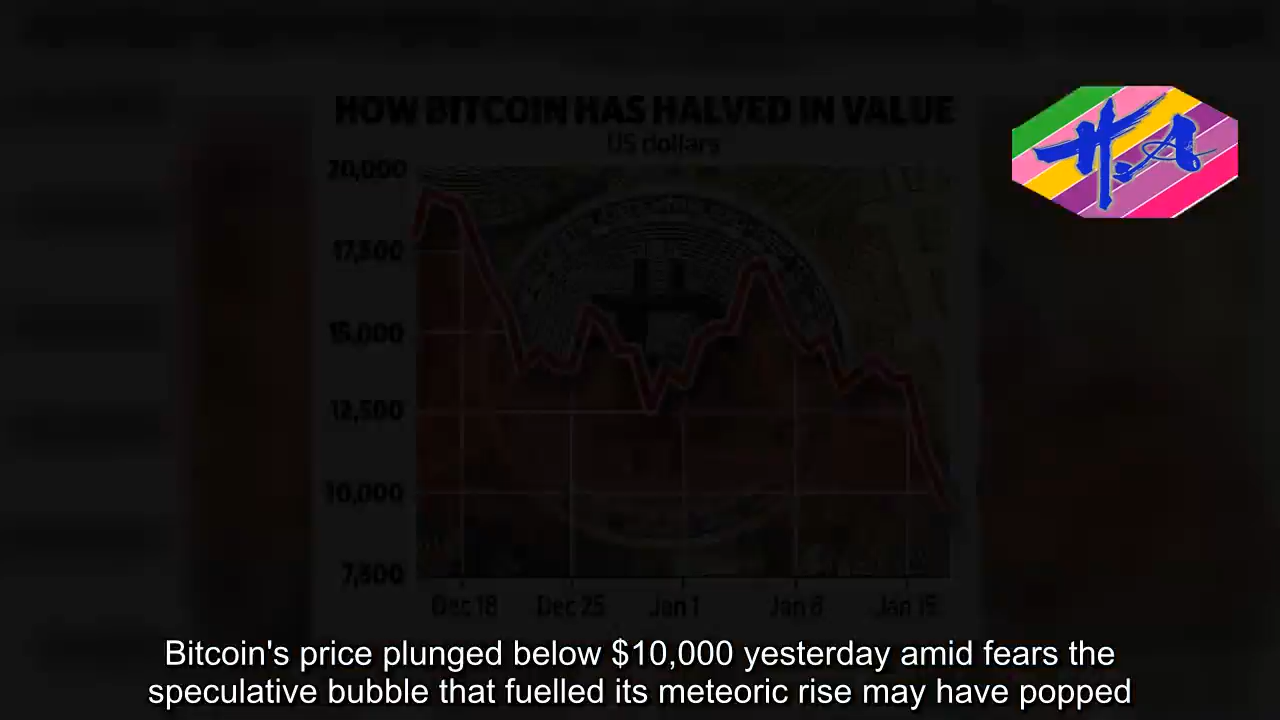 HOW BITCOIN HAS HALVED IN VALUE
US dollars
20,000
17,500
15,000
12,500
10,000
7,500
Dec 18 Dec 25 Jan 1 Jan 8 Jan 15
H.A
Bitcoin's price plunged below $10,000 yesterday amid fears the
speculative bubble that fuelled its meteoric rise may have popped